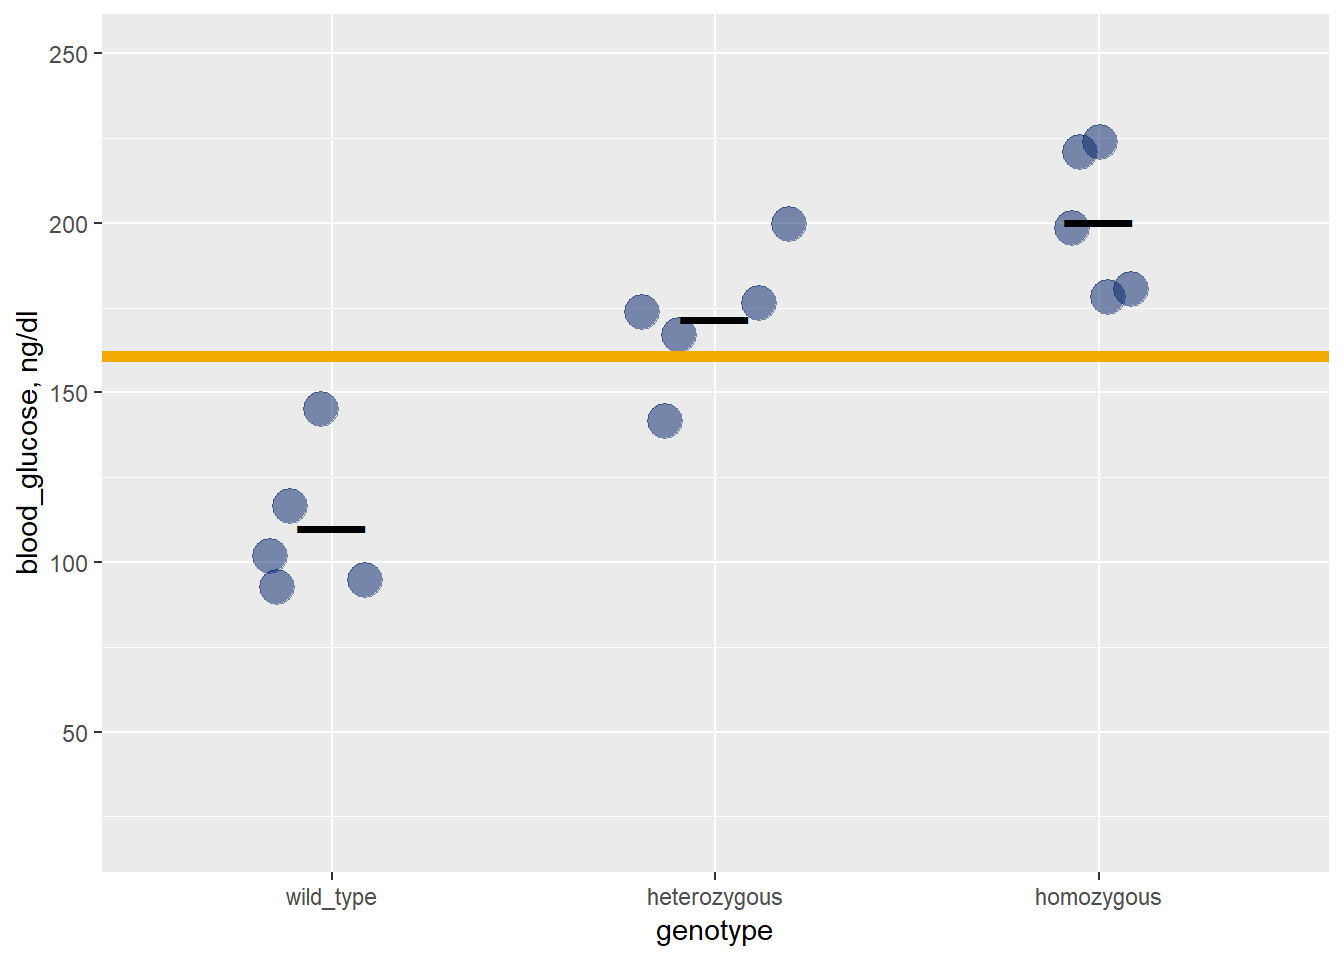 250
200
150
100
50
blood_glucose, ng/dl
wild_type
heterozygous
homozygous
genotype